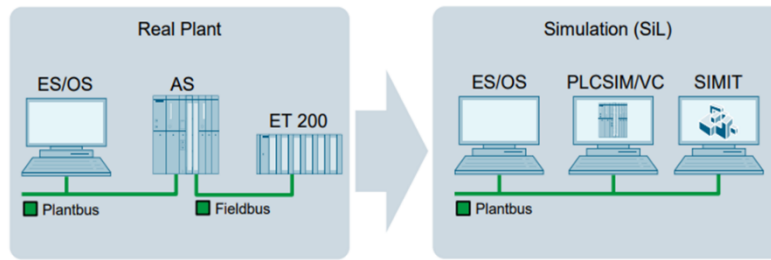 Real Plant
ES/OS
AS
ET 200
Plantbus
Fieldbus
Simulation (SiL)
ES/OS
PLCSIM/VC
SIMIT
Plantbus